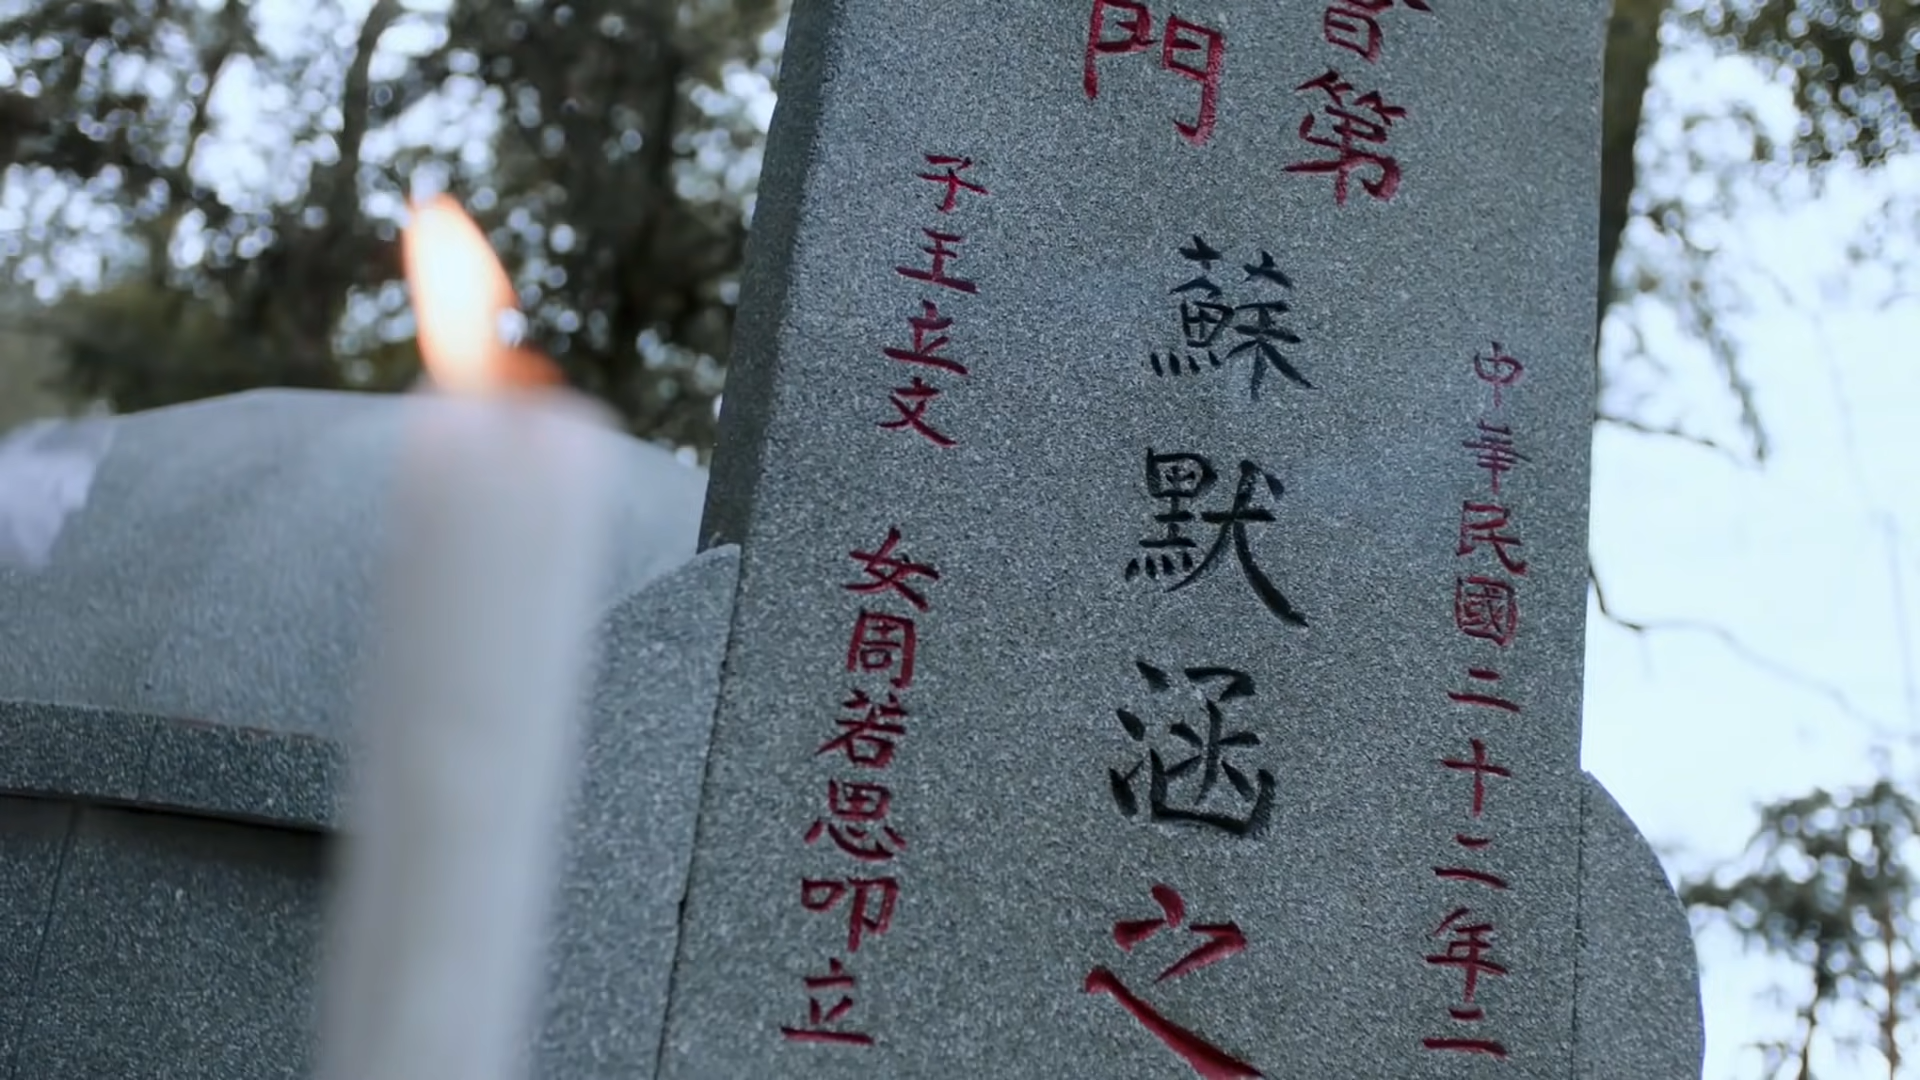 中華民國二十二年二
第
門蘇默涵之
子王立文 女周若思叩立